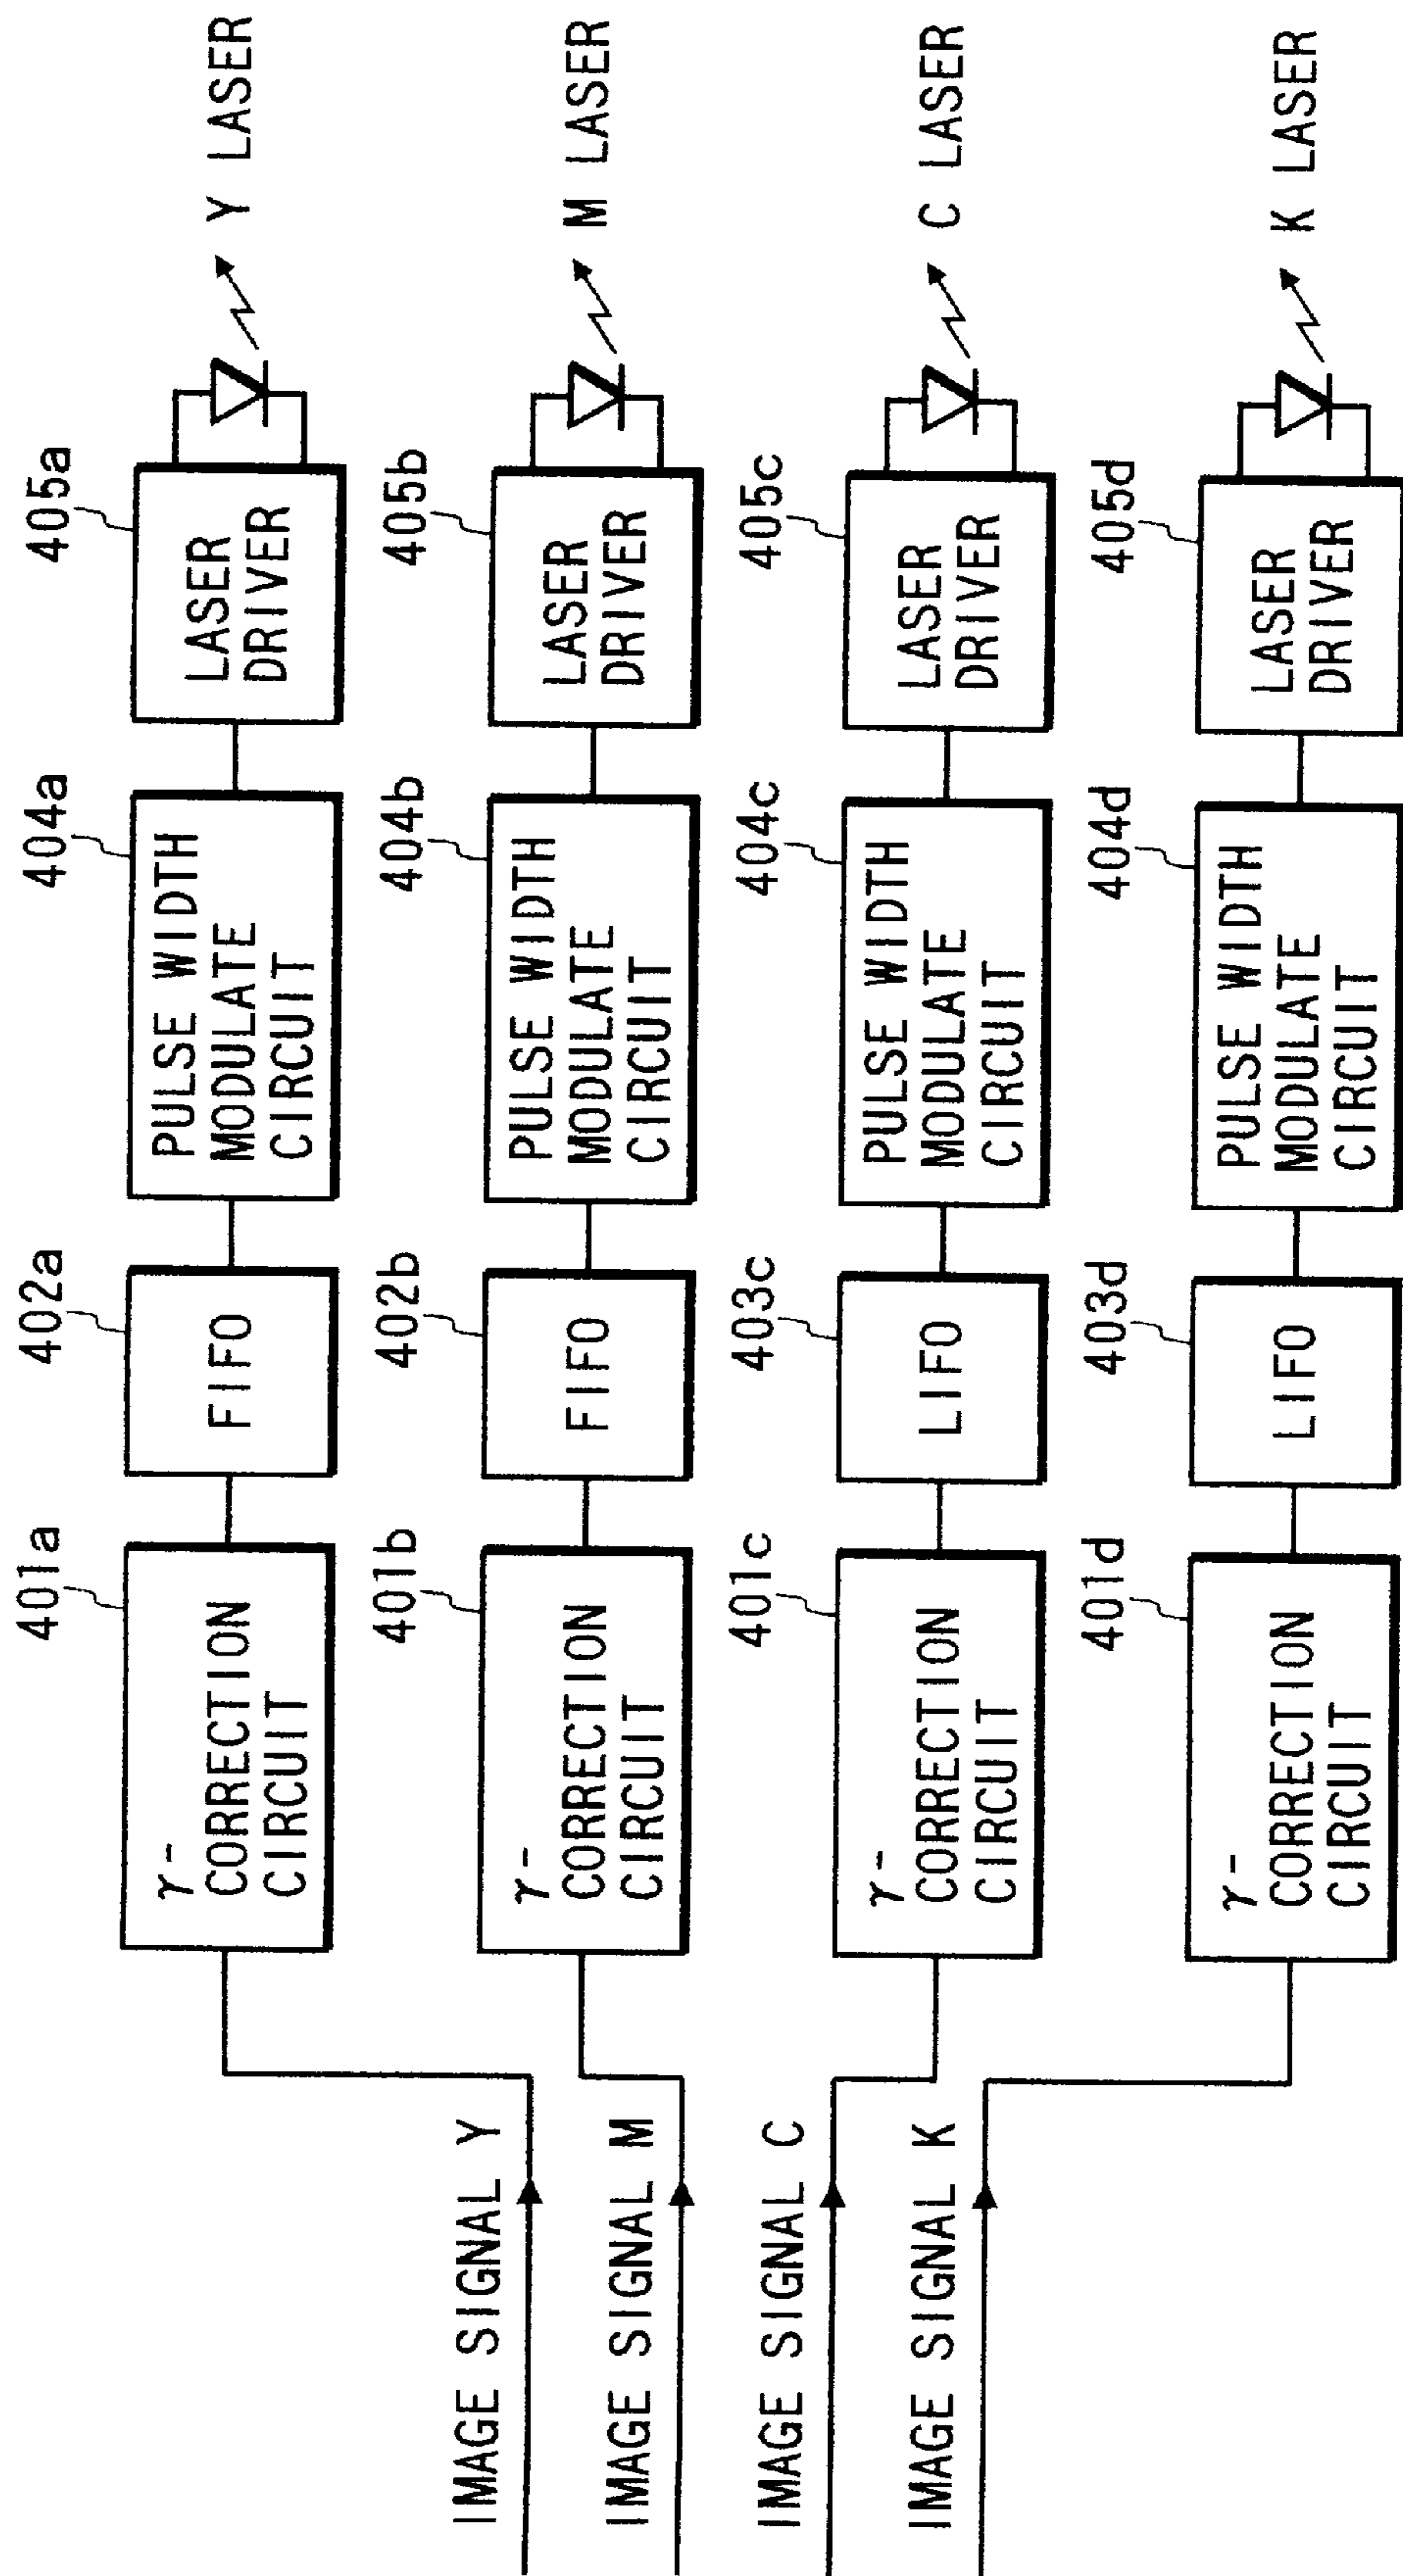 IMAGE SIGNAL Y
IMAGE SIGNAL M
IMAGE SIGNAL C
IMAGE SIGNAL K
401a
γ-
CORRECTION
CIRCUIT
402a
FIFO
404a
PULSE WIDTH
MODULATE
CIRCUIT
405a
LASER
DRIVER
Y LASER
401b
γ-
CORRECTION
CIRCUIT
402b
FIFO
404b
PULSE WIDTH
MODULATE
CIRCUIT
405b
LASER
DRIVER
M LASER
401c
γ-
CORRECTION
CIRCUIT
403c
LIFO
404c
PULSE WIDTH
MODULATE
CIRCUIT
405c
LASER
DRIVER
C LASER
401d
γ-
CORRECTION
CIRCUIT
403d
LIFO
404d
PULSE WIDTH
MODULATE
CIRCUIT
405d
LASER
DRIVER
K LASER